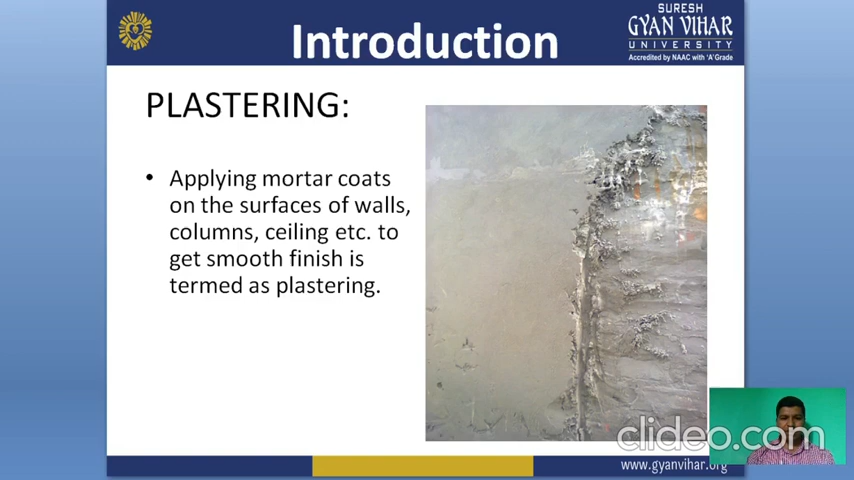 Introduction
SURESH
GYAN VIHAR
UNIVERSITY
Accredited by NAAC with 'A' Grade
PLASTERING:
• Applying mortar coats
on the surfaces of walls,
columns, ceiling etc. to
get smooth finish is
termed as plastering.
clideo.com
www.gyanvihar.org